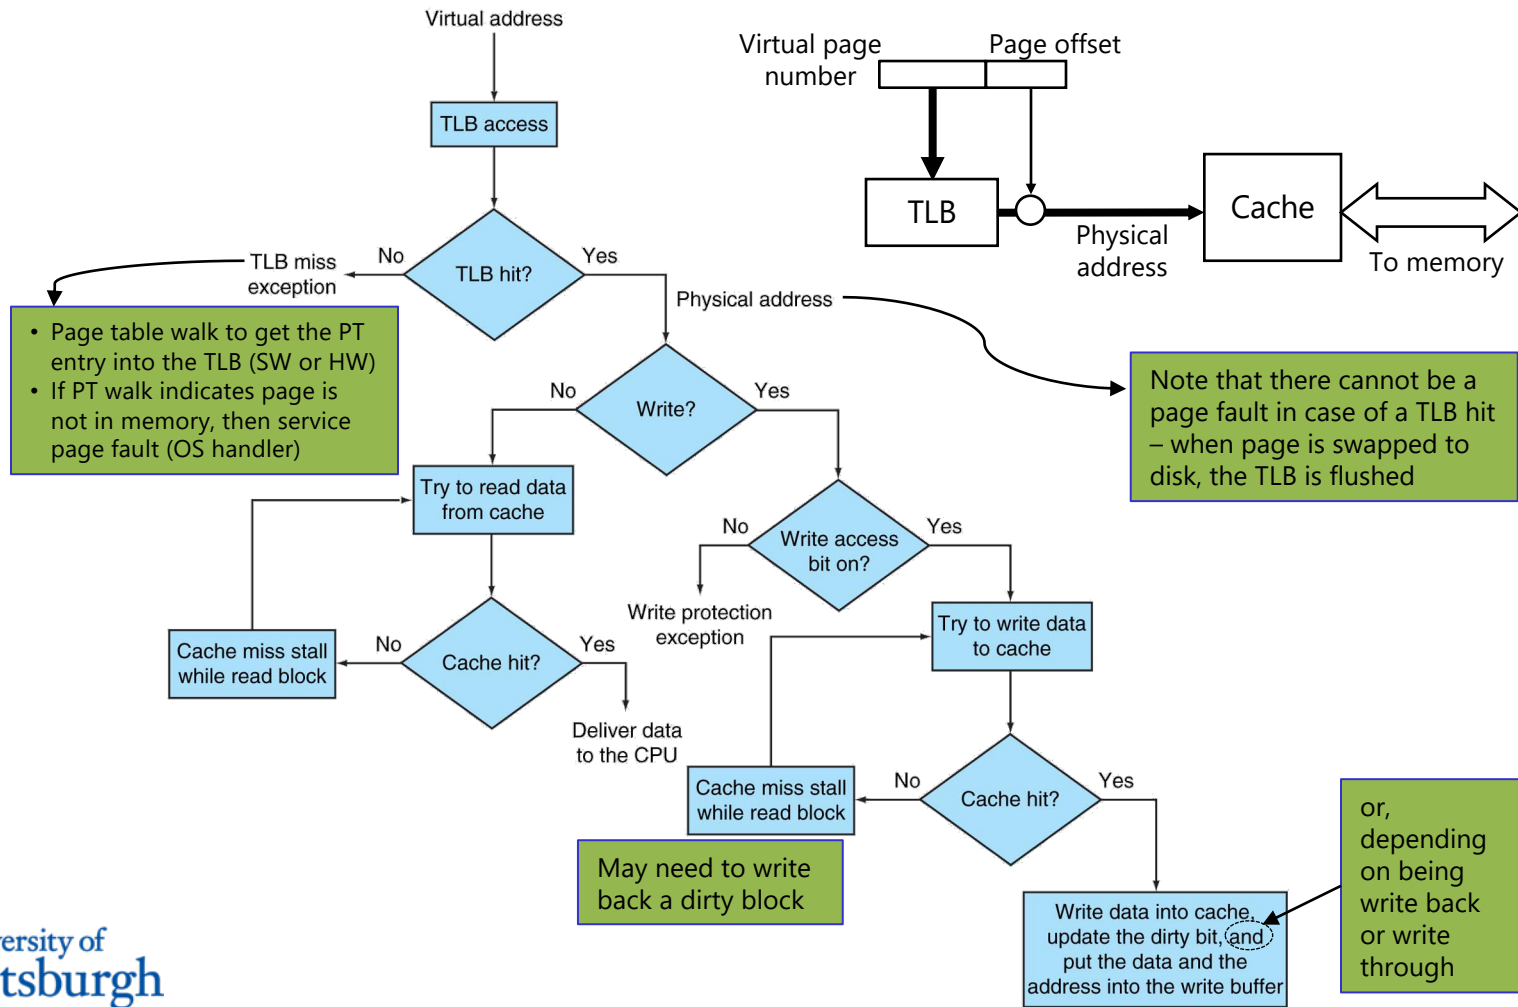 Virtual address
Virtual page
number
Page offset
TLB access
TLB
Cache
Physical
address
To memory
TLB miss
exception
No
TLB hit?
Yes
Physical address
• Page table walk to get the PT
entry into the TLB (SW or HW)
• If PT walk indicates page is
not in memory, then service
page fault (OS handler)
Note that there cannot be a
page fault in case of a TLB hit
– when page is swapped to
disk, the TLB is flushed
No
Write?
Yes
Try to read data
from cache
No
Write access
bit on?
Yes
Write protection
exception
Try to write data
to cache
Cache miss stall
while read block
No
Cache hit?
Yes
Deliver data
to the CPU
Cache miss stall
while read block
No
Cache hit?
Yes
May need to write
back a dirty block
Write data into cache,
update the dirty bit, and
put the data and the
address into the write buffer
or,
depending
on being
write back
or write
through
ersity of
tsburgh